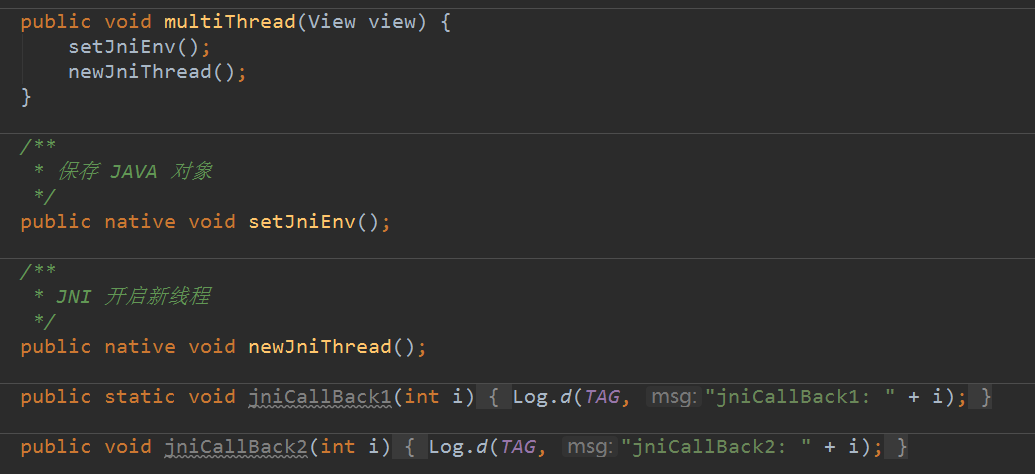 public void multiThread(View view) {
    setJniEnv();
    newJniThread();
}
/**
 * 保存 JAVA 对象
 */
public native void setJniEnv();
/**
 * JNI 开启新线程
 */
public native void newJniThread();
public static void jniCallBack1(int i) { Log.d(TAG, msg: "jniCallBack1: " + i); }
public void jniCallBack2(int i) { Log.d(TAG, msg: "jniCallBack2: " + i); }